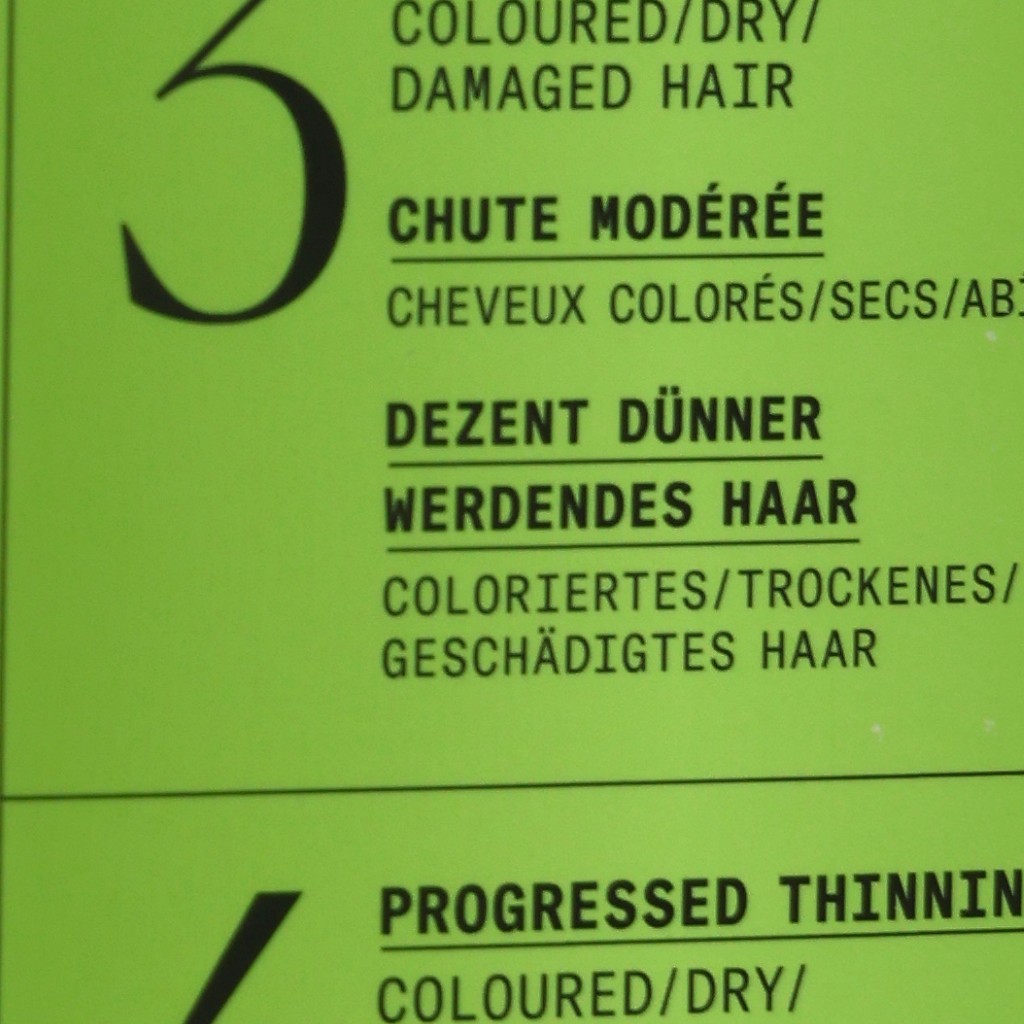 3
COLOURED/DRY/
DAMAGED HAIR
CHUTE MODÉRÉE
CHEVEUX COLORÉS/SECS/
DEZENT DÜNNER
WERDENDES HAAR
COLORIERTES/TROCKENES/
GESCHÄDIGTES HAAR
PROGRESSED
COLOURED/DRY/